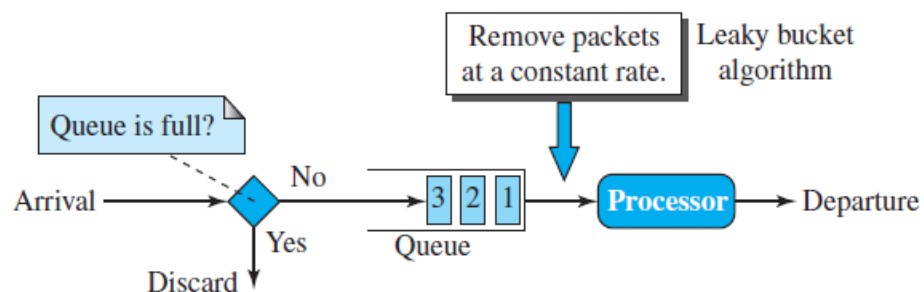 Remove packets
at a constant rate.
Leaky bucket
algorithm
Queue is full?
No
Arrival
3 2 1
Processor
Departure
Yes
Queue
Discard